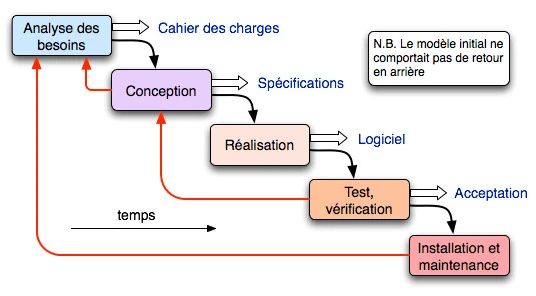 Analyse des
besoins
Cahier des charges
N.B. Le modèle initial ne
comportait pas de retour
en arrière
Conception
Spécifications
Réalisation
Logiciel
Test,
vérification
Acceptation
temps
Installation et
maintenance